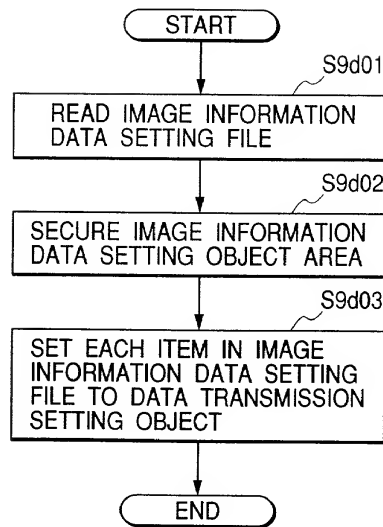 START
S9d01
READ IMAGE INFORMATION
DATA SETTING FILE
S9d02
SECURE IMAGE INFORMATION
DATA SETTING OBJECT AREA
S9d03
SET EACH ITEM IN IMAGE
INFORMATION DATA SETTING
FILE TO DATA TRANSMISSION
SETTING OBJECT
END